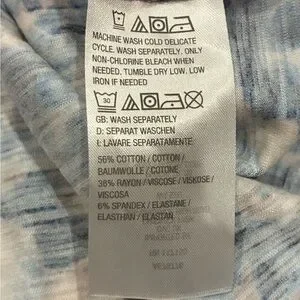 MACHINE WASH COLD DELICATE
CYCLE. WASH SEPARATELY. ONLY
NON-CHLORINE BLEACH WHEN
NEEDED. TUMBLE DRY LOW. LOW
IRON IF NEEDED
30
GB: WASH SEPARATELY
D: SEPARAT WASCHEN
I: LAVARE SEPARATAMENTE
56% COTTON / COTTON /
BAUMWOLLE / COTONE
38% RAYON / VISCOSE / VISKOSE /
VISCOSA
6% SPANDEX / ELASTANE /
ELASTHAN / ELASTAN